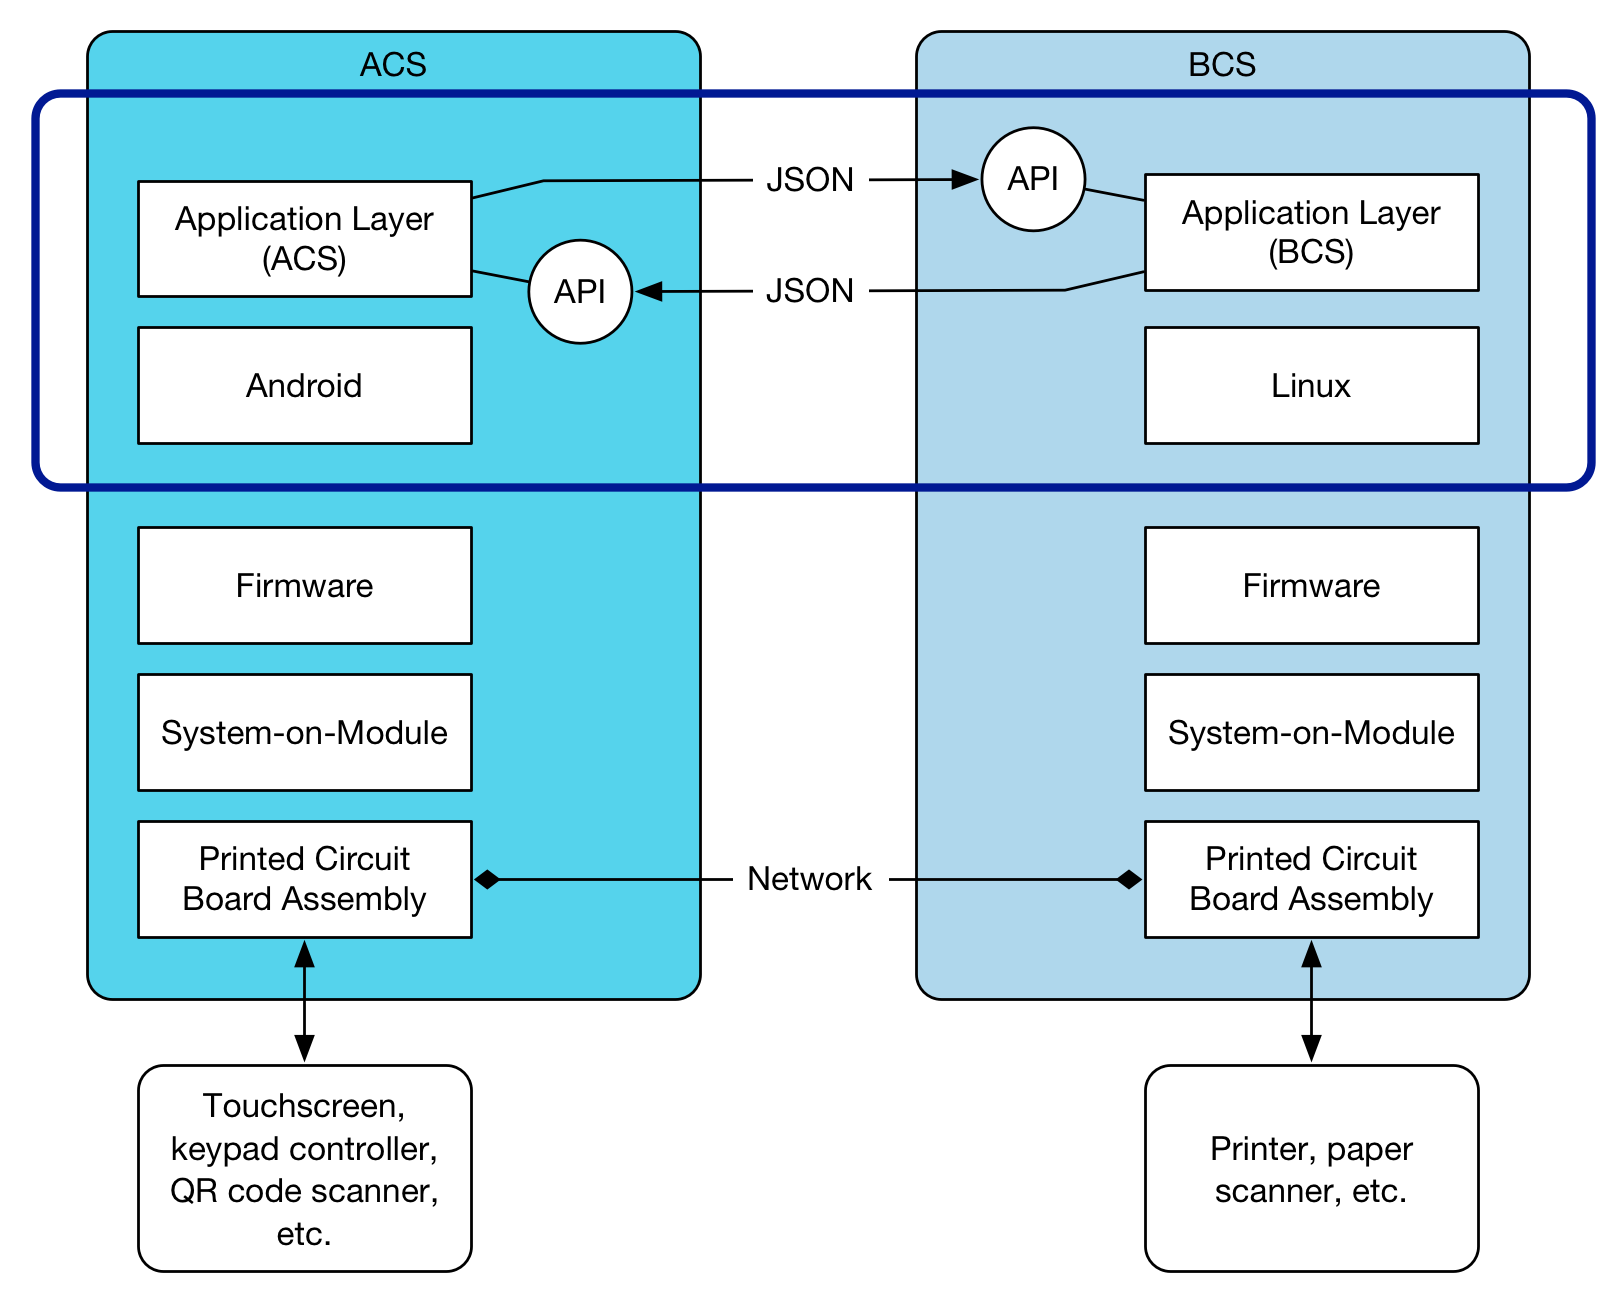 ACS
BCS
Application Layer
(ACS)
API
JSON
API
JSON
Application Layer
(BCS)
Android
Linux
Firmware
Firmware
System-on-Module
System-on-Module
Printed Circuit
Board Assembly
Network
Printed Circuit
Board Assembly
Touchscreen,
keypad controller,
QR code scanner,
etc.
Printer, paper
scanner, etc.